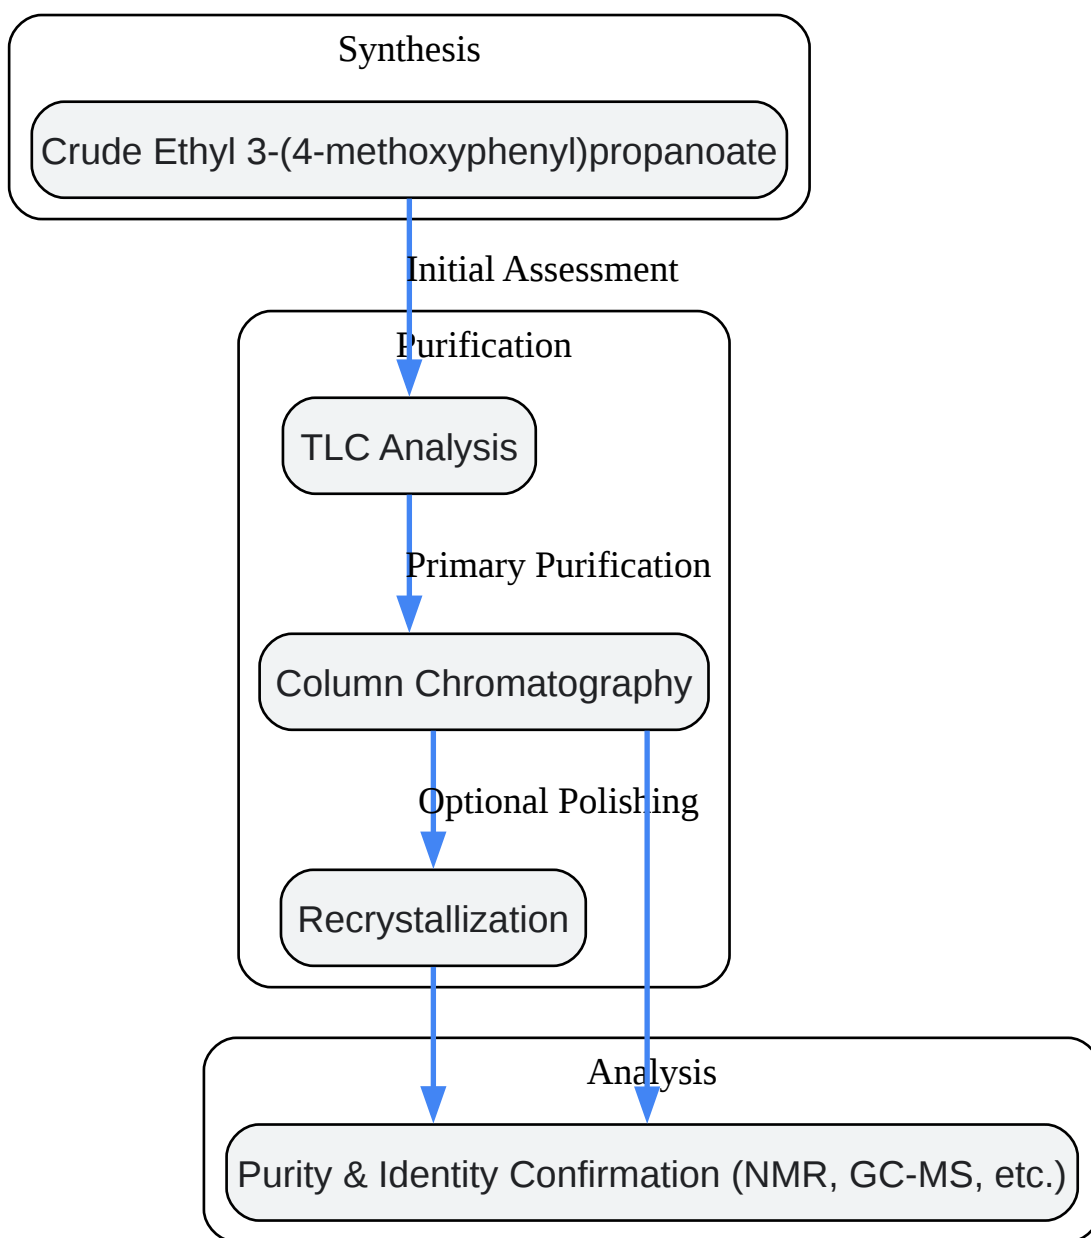 Synthesis
Crude Ethyl 3-(4-methoxyphenyl)propanoate
Initial Assessment
Purification
TLC Analysis
Primary Purification
Column Chromatography
Optional Polishing
Recrystallization
Analysis
Purity & Identity Confirmation (NMR, GC-MS, etc.)